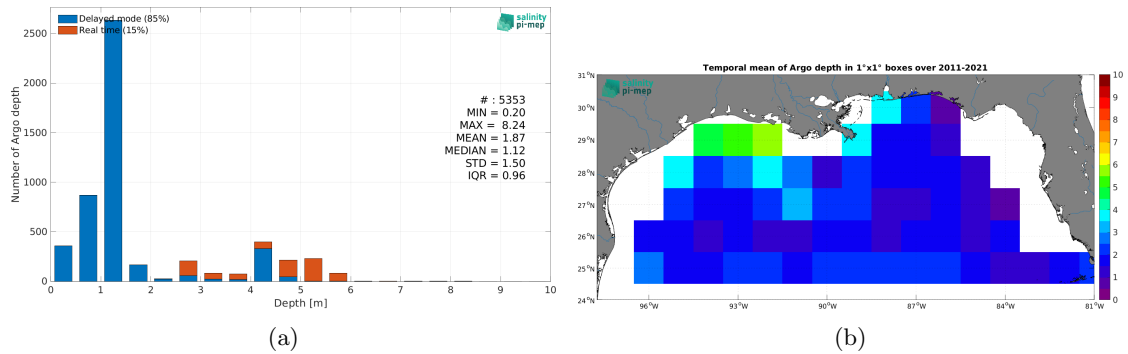 Delayed mode (85%)
Real time (15%)
salinity
pi-mep
2500
2000
1500
1000
500
0
Number of Argo depth
# : 5353
MIN = 0.20
MAX = 8.24
MEAN = 1.87
MEDIAN = 1.12
STD = 1.50
IQR = 0.96
0 1 2 3 4 5 6 7 8 9 10
Depth [m]
(a)
Temporal mean of Argo depth in 1°x1° boxes over 2011-2021
salinity
pi-mep
31°N
30°N
29°N
28°N
27°N
26°N
25°N
24°N
96°W 93°W 90°W 87°W 84°W 81°W
10
9
8
7
6
5
4
3
2
1
0
(b)